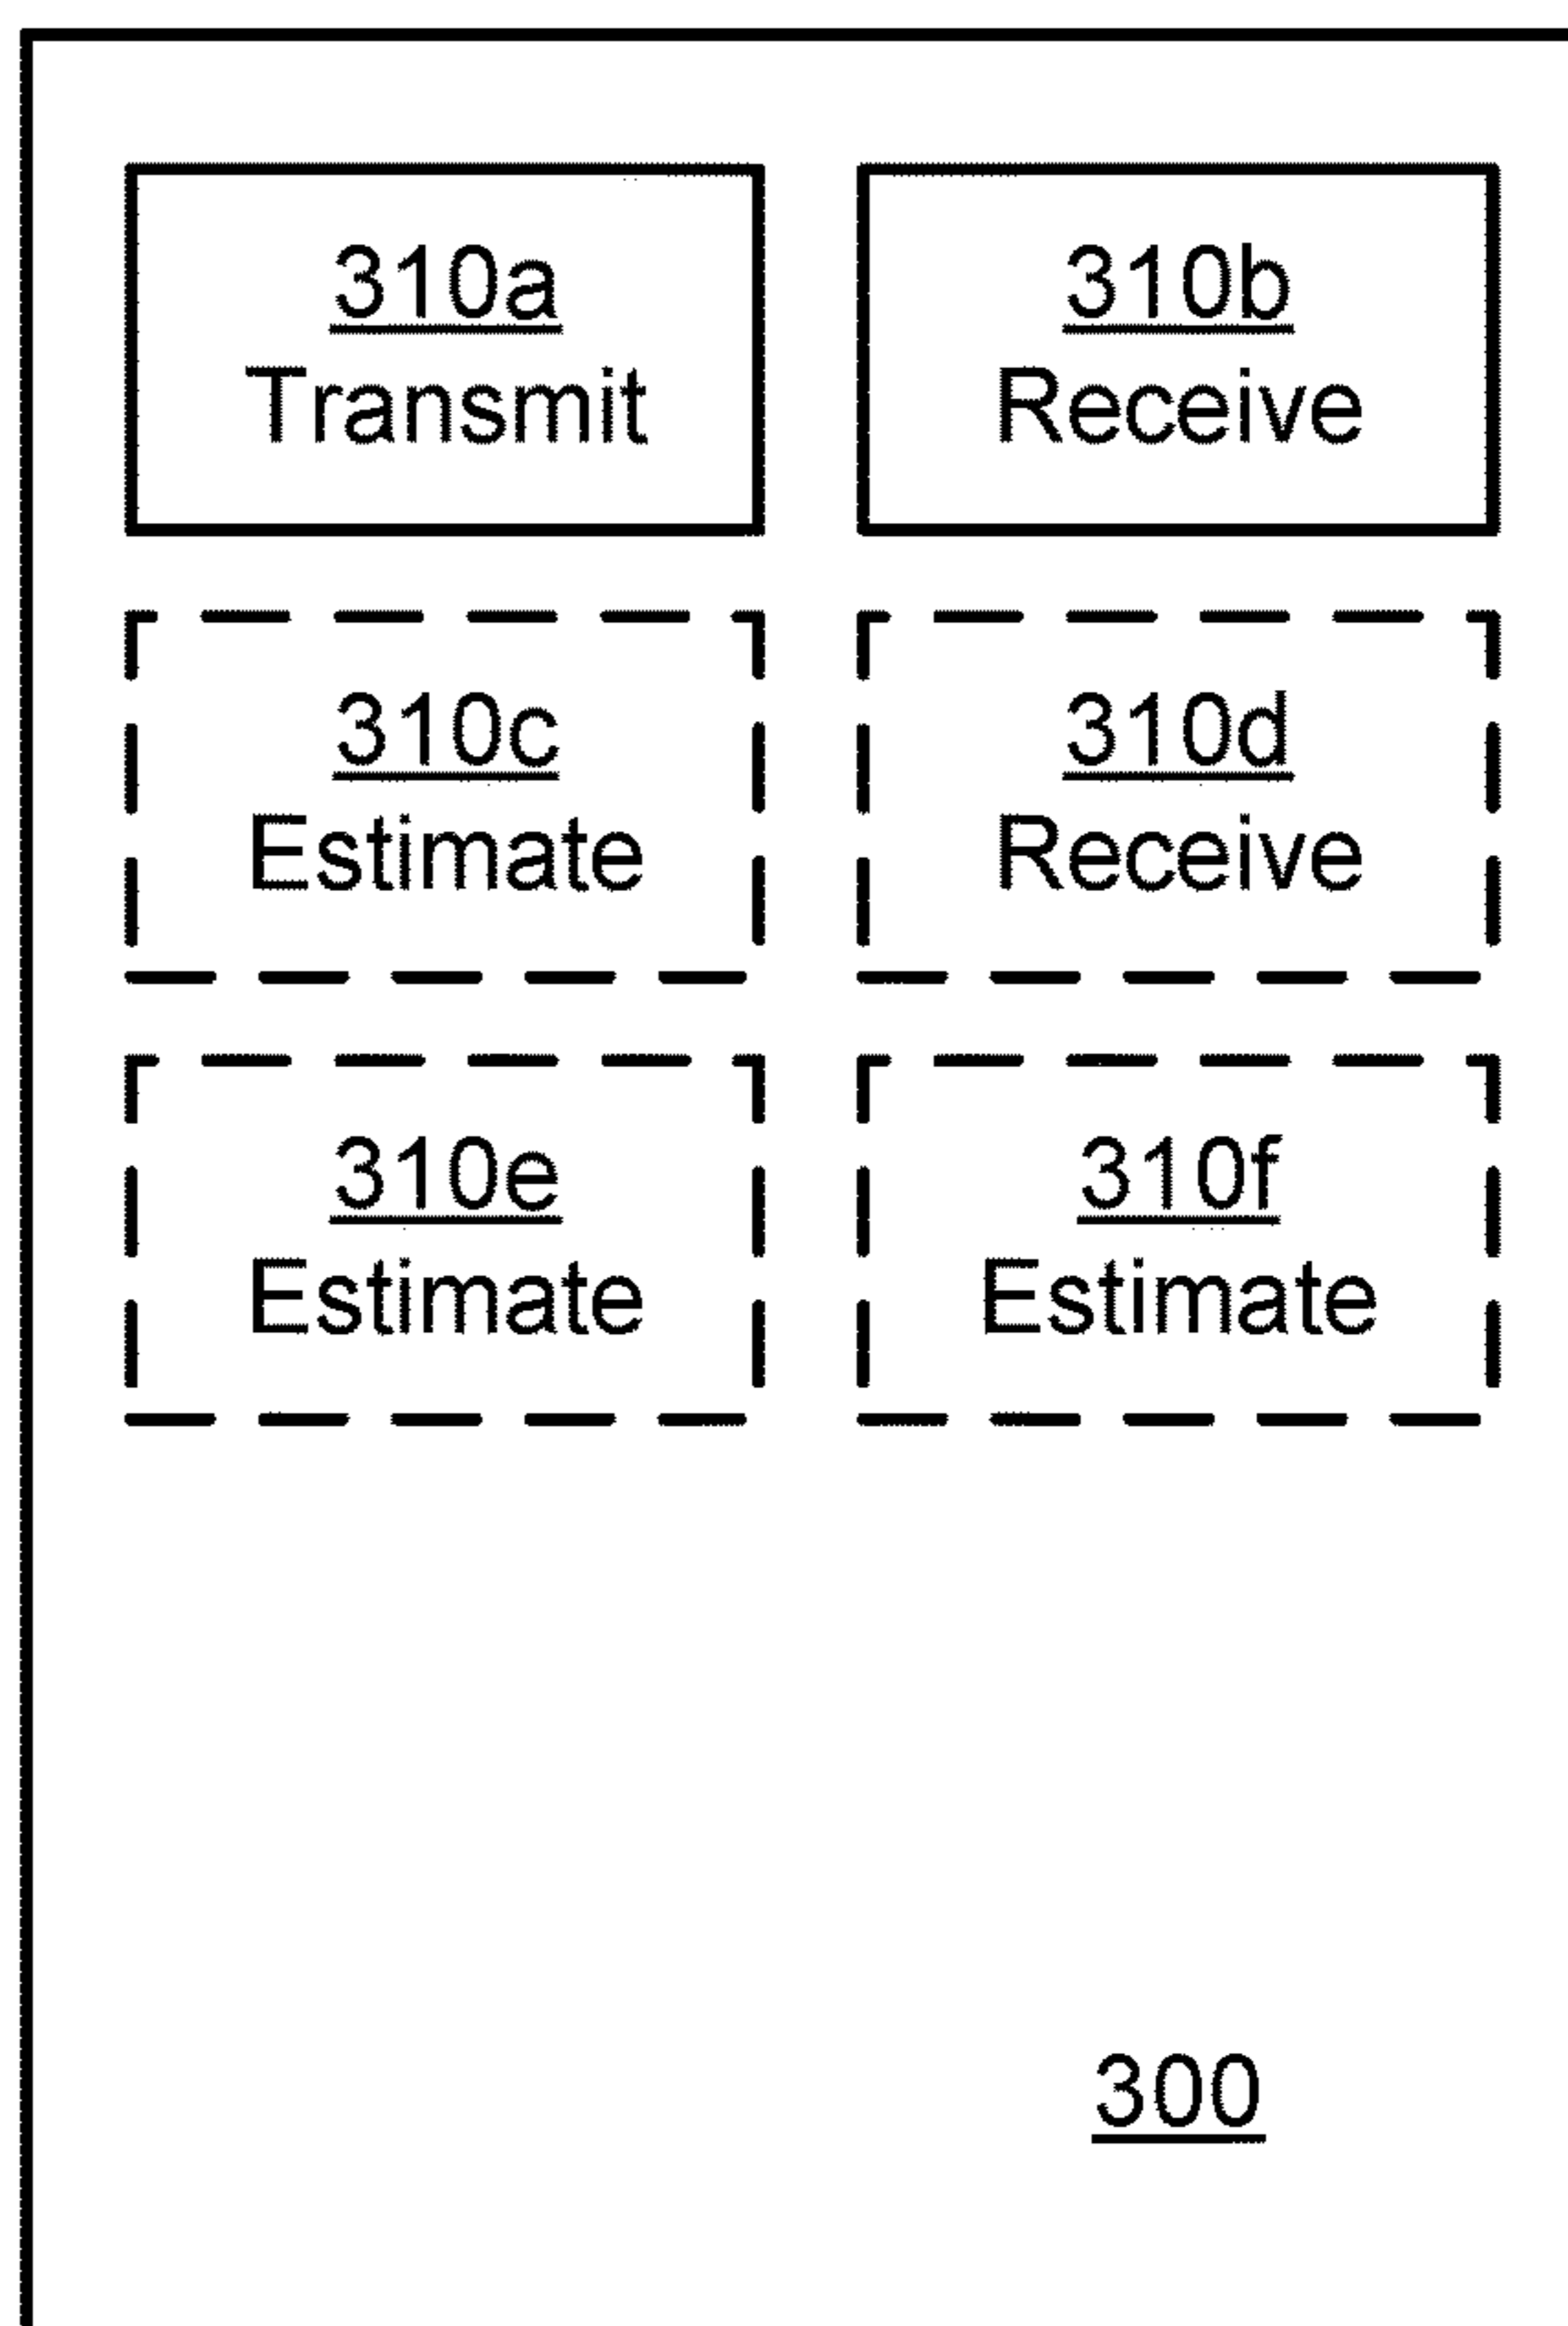 310a
Transmit
310b
Receive
310c
Estimate
310d
Receive
310e
Estimate
310f
Estimate
300